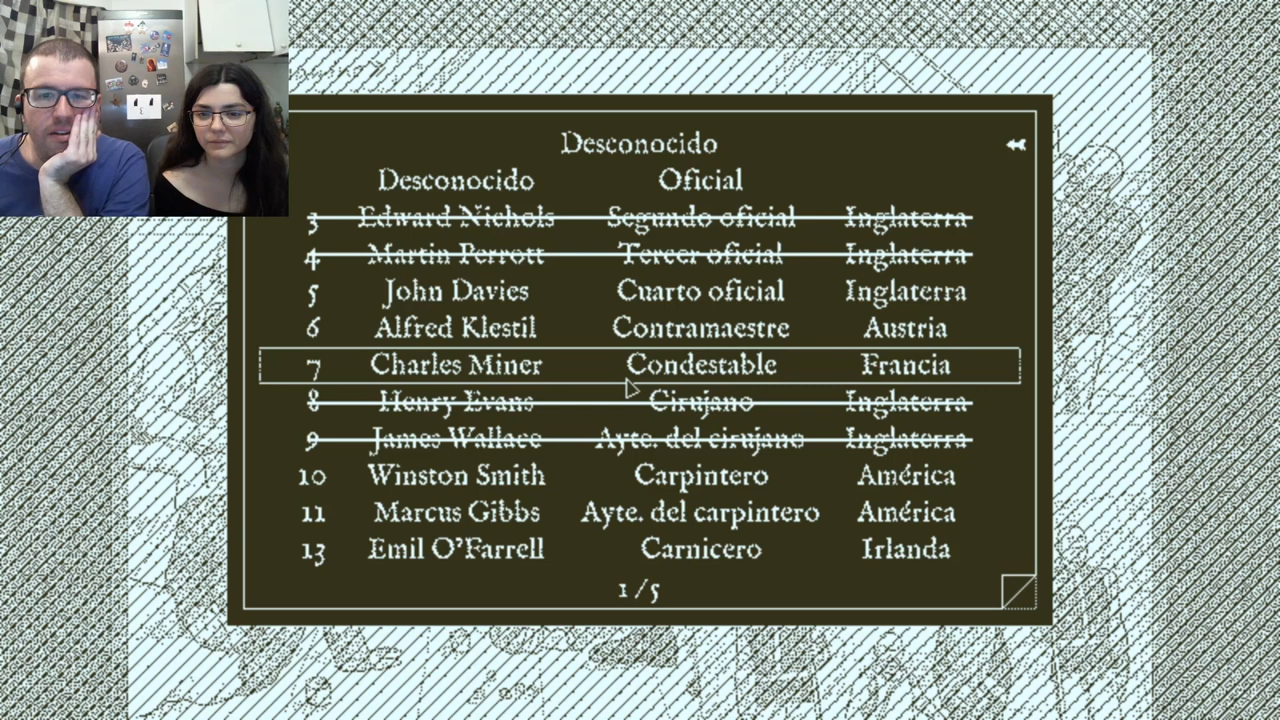 Desconocido
Desconocido Oficial
3 Edward Nichols Segundo oficial Inglaterra
4 Martin Perrott Tercer oficial Inglaterra
5 John Davies Cuarto oficial Inglaterra
6 Alfred Klestil Contramaestre Austria
7 Charles Miner Condestable Francia
8 Henry Evans Cirujano Inglaterra
9 James Wallace Ayte. del cirujano Inglaterra
10 Winston Smith Carpintero América
11 Marcus Gibbs Ayte. del carpintero América
13 Emil O'Farrell Carnicero Irlanda
1/5